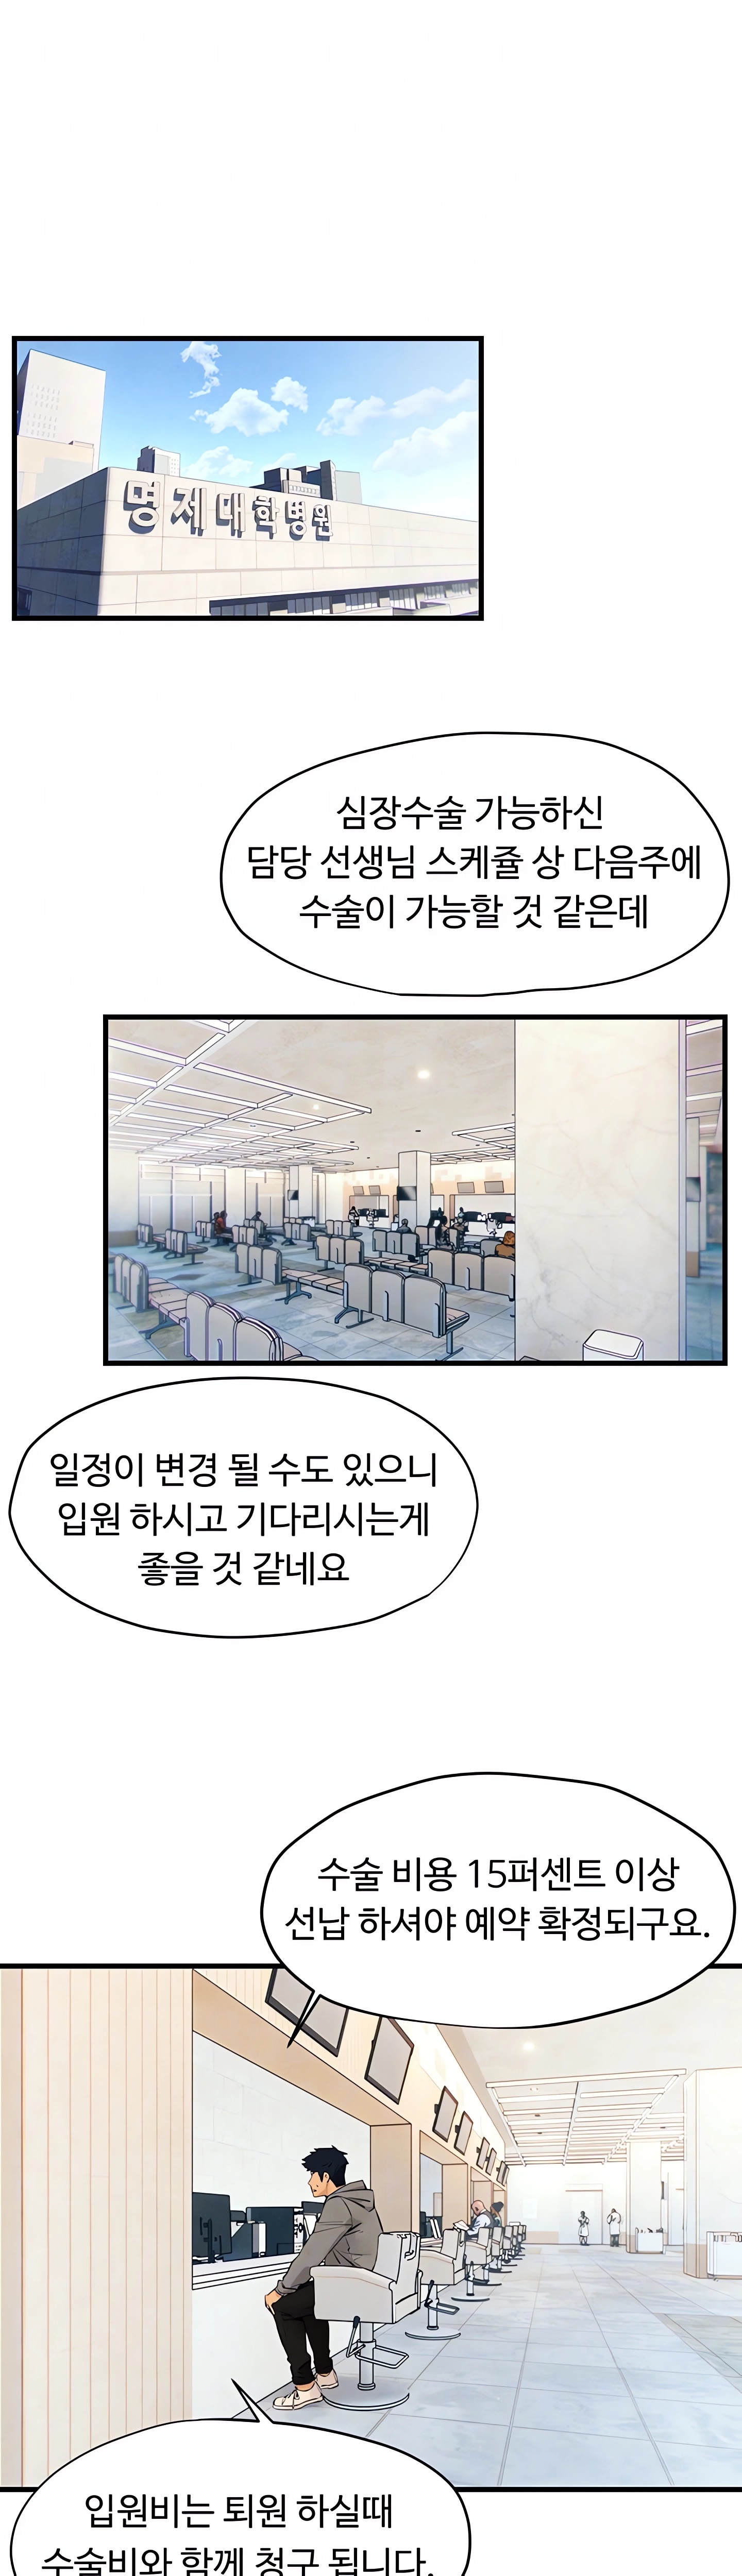 명제대학병원
심장수술 가능하신
담당 선생님 스케쥴 상 다음주에
수술이 가능할 것 같은데
일정이 변경 될 수도 있으니
입원 하시고 기다리시는게
좋을 것 같네요
수술 비용 15퍼센트 이상
선납 하셔야 예약 확정되구요.
입원비는 퇴원 하실때
수술비와 함께 청구 됩니다.